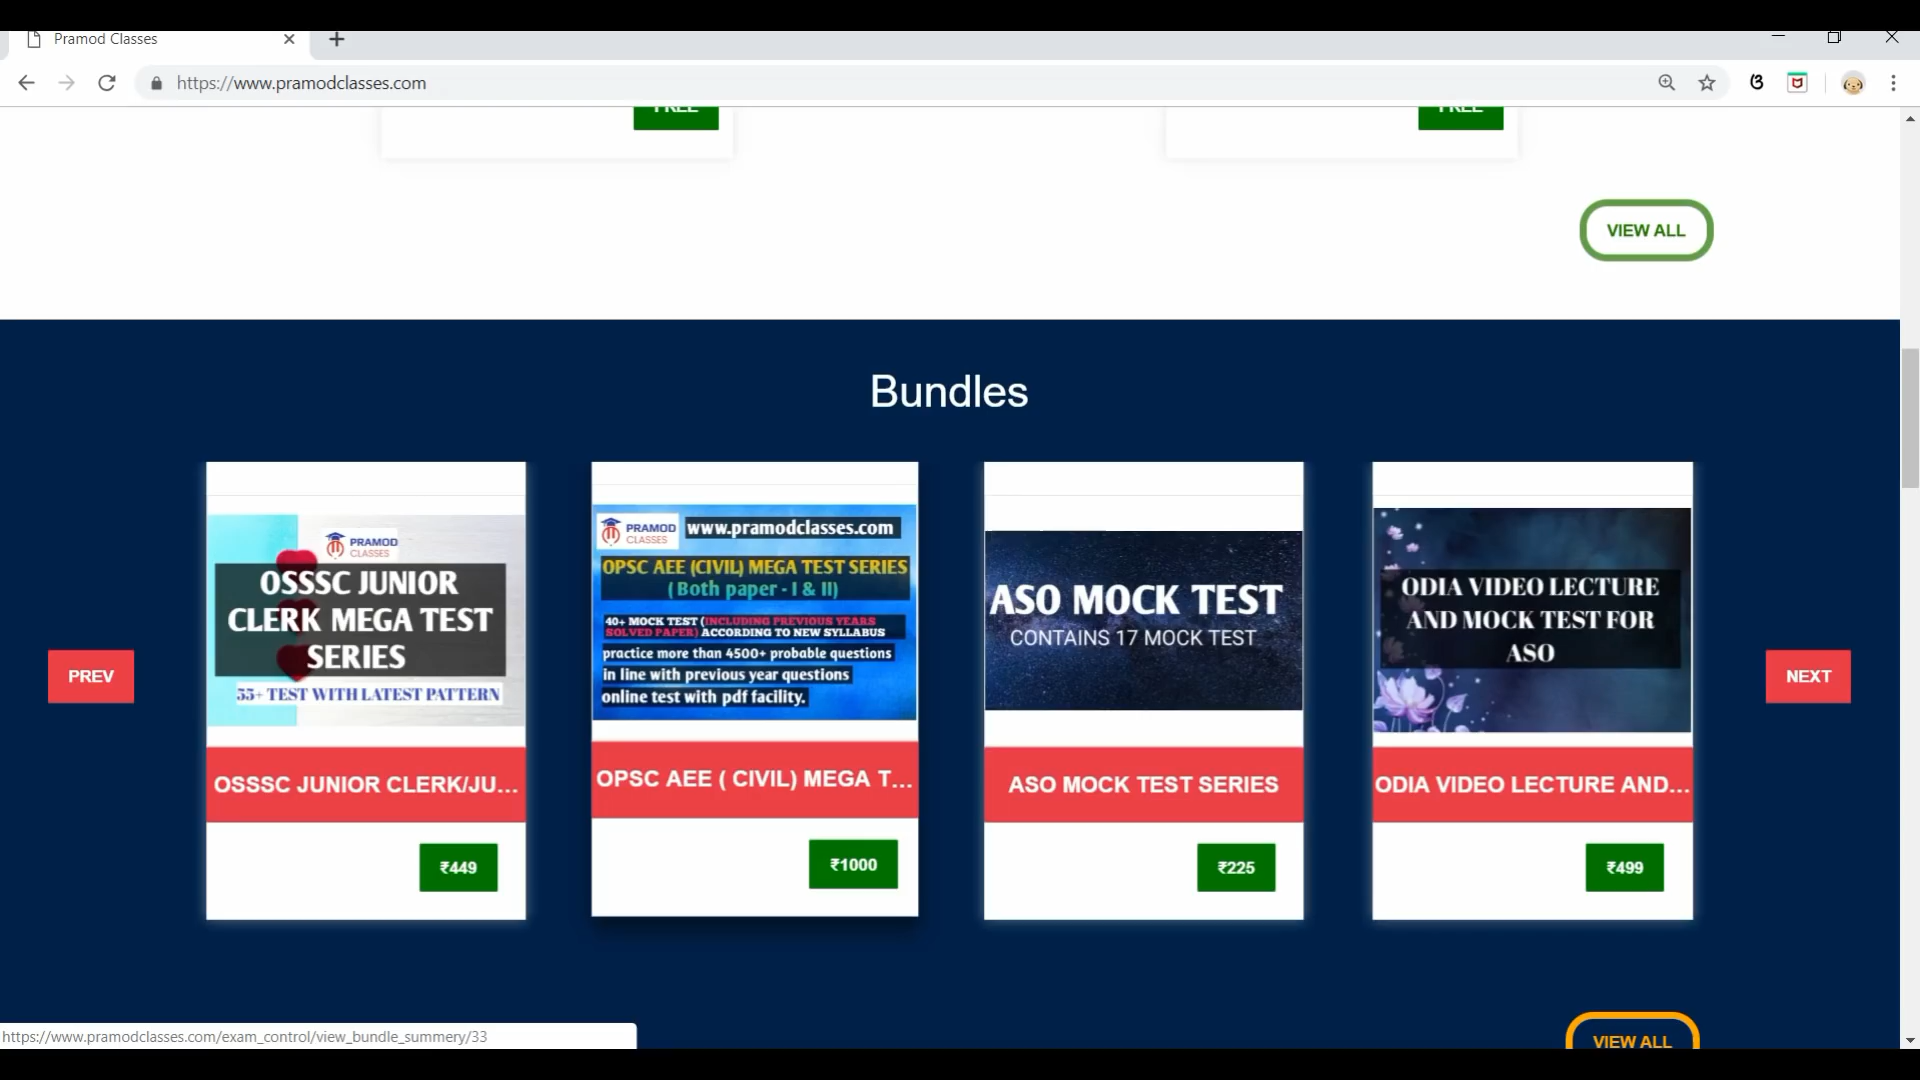 Pramod Classes
https://www.pramodclasses.com
FREE
FREE
VIEW ALL
Bundles
PRAMOD
CLASSES
OSSSC JUNIOR
CLERK MEGA TEST
SERIES
55+ TEST WITH LATEST PATTERN
OSSSC JUNIOR CLERK/JU...
₹449
PRAMOD
CLASSES
www.pramodclasses.com
OPSC AEE (CIVIL) MEGA TEST SERIES
( Both paper - I & II)
40+ MOCK TEST (INCLUDING PREVIOUS YEARS
SOLVED PAPER) ACCORDING TO NEW SYLLABUS
practice more than 4500+ probable questions
in line with previous year questions
online test with pdf facility.
OPSC AEE ( CIVIL) MEGA T...
₹1000
ASO MOCK TEST
CONTAINS 17 MOCK TEST
ASO MOCK TEST SERIES
₹225
ODIA VIDEO LECTURE
AND MOCK TEST FOR
ASO
ODIA VIDEO LECTURE AND...
₹499
PREV
NEXT
VIEW ALL
https://www.pramodclasses.com/exam_control/view_bundle_summery/33